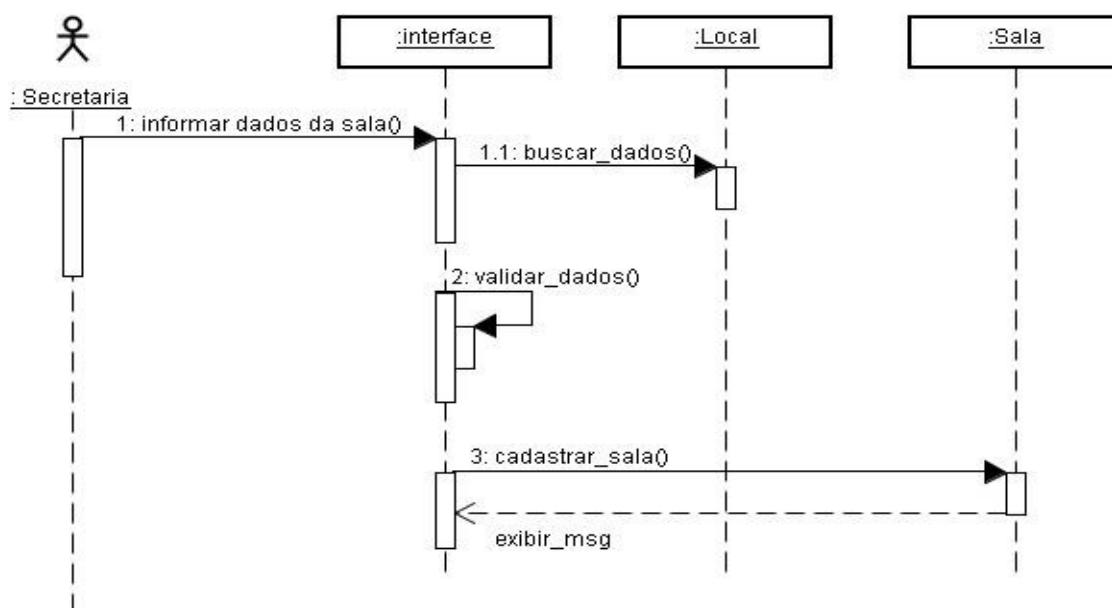 :interface
:Local
:Sala
: Secretaria
1: informar dados da sala()
1.1: buscar_dados()
2: validar_dados()
3: cadastrar_sala()
exibir_msg